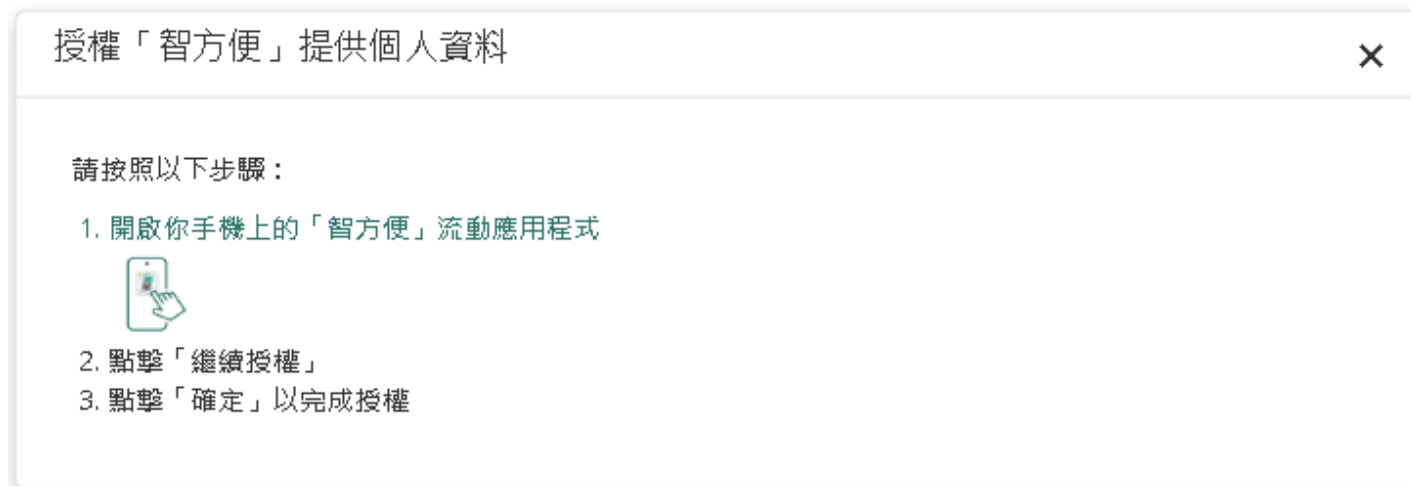 授權「智方便」提供個人資料
請按照以下步驟：
1. 開啟你手機上的「智方便」流動應用程式
2. 點擊「繼續授權」
3. 點擊「確定」以完成授權